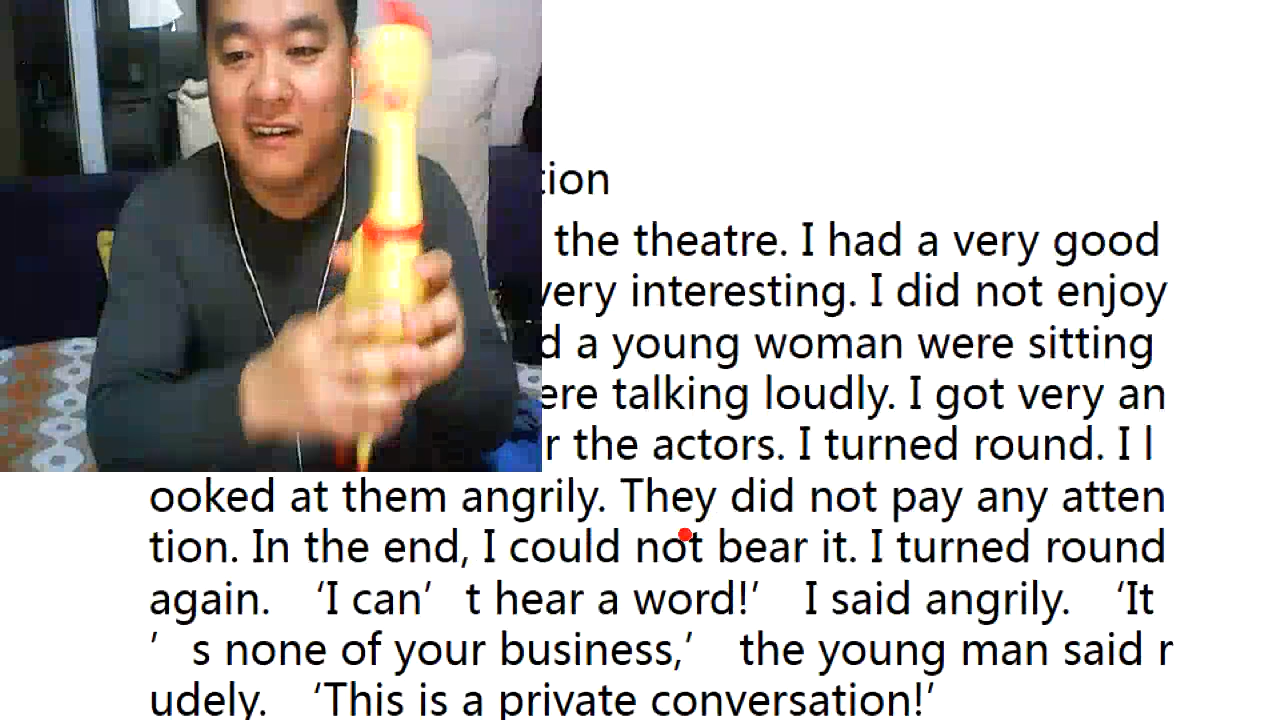 tion
the theatre. I had a very good
very interesting. I did not enjoy
d a young woman were sitting
ere talking loudly. I got very an
r the actors. I turned round. I l
ooked at them angrily. They did not pay any atten
tion. In the end, I could not bear it. I turned round
again. ‘I can’ t hear a word!’ I said angrily. ‘It
’ s none of your business,’ the young man said r
udely. ‘This is a private conversation!’